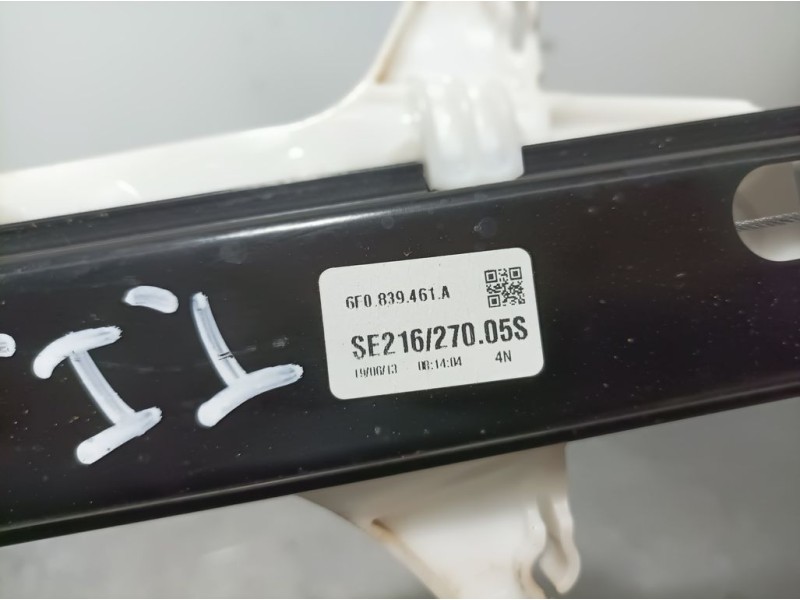 6F0.839.461.A
SE216/270.05S
19/06/13 08:14:04 4N
T.I.